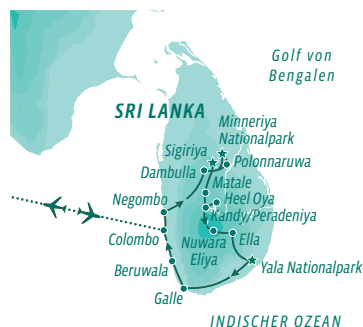 Golf von
Bengalen
SRI LANKA
Minneriya
Nationalpark
Sigiriya
Polonnaruwa
Dambulla
Matale
Negombo
Heel Oya
Kandy/Peradeniya
Colombo
Nuwara
Eliya
Ella
Beruwala
Yala Nationalpark
Galle
INDISCHER OZEAN